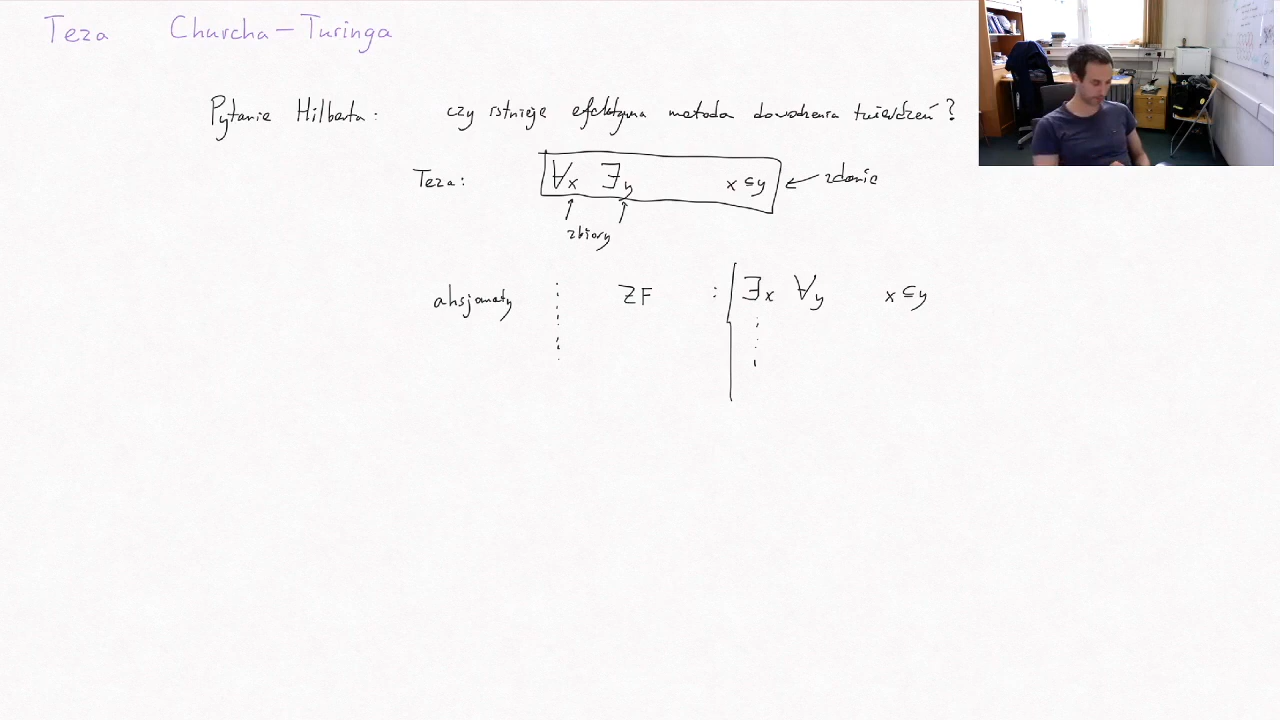 Teza Churcha – Turinga
Pytanie Hilberta: czy istnieje efektywna metoda dowodzenia twierdzeń?
Teza: ∀x ∃y x ⊆ y ← zdanie
zbiory
aksjomaty ZF : ∃x ∀y x ⊆ y